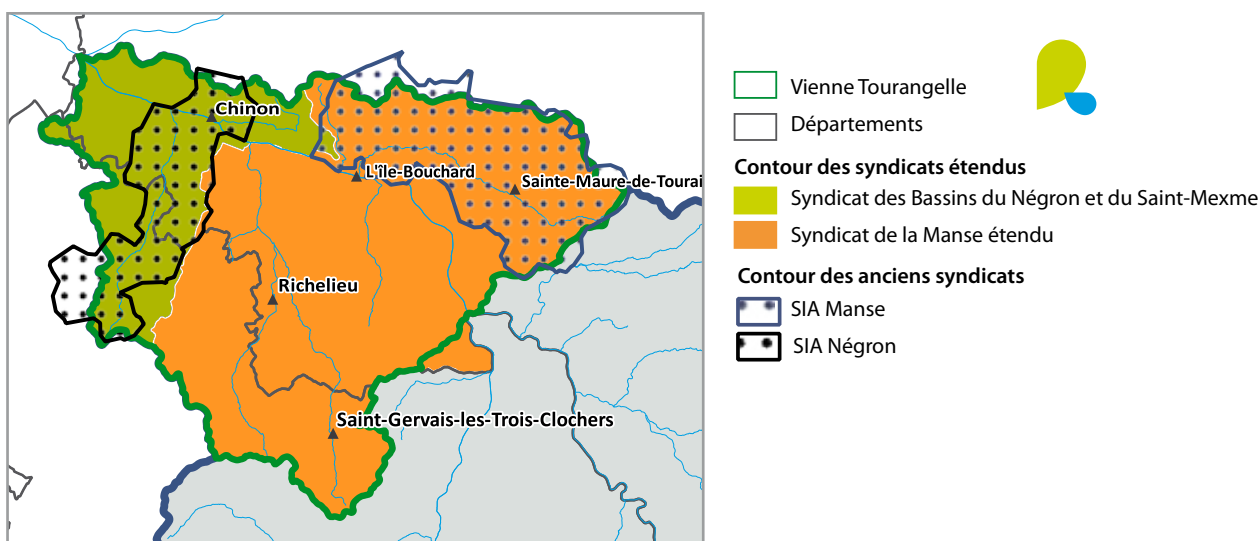 Chinon
L'île-Bouchard
Sainte-Maure-de-Tourai
Richelieu
Saint-Gervais-les-Trois-Clochers
Vienne Tourangelle
Départements
Contour des syndicats étendus
Syndicat des Bassins du Négron et du Saint-Mexme
Syndicat de la Manse étendu
Contour des anciens syndicats
SIA Manse
SIA Négron